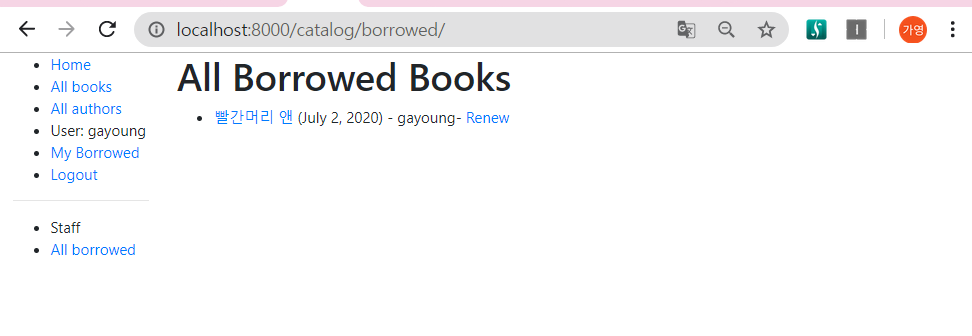 localhost:8000/catalog/borrowed/
가영
Home
All books
All authors
User: gayoung
My Borrowed
Logout
Staff
All borrowed
All Borrowed Books
빨간머리 앤 (July 2, 2020) - gayoung- Renew